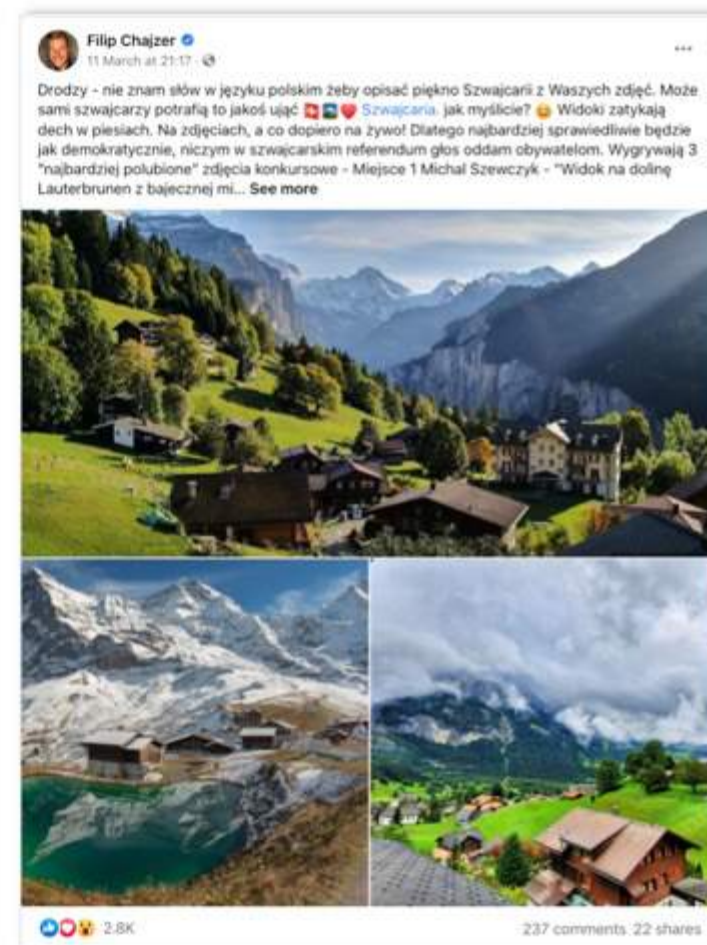 Filip Chajzer
11 March at 21:17 ·
Drodzy - nie znam słów w języku polskim żeby opisać piękno Szwajcarii z Waszych zdjęć. Może
sami szwajcarzy potrafią to jakoś ująć 🇨🇭🏞️❤️ Szwajcaria. jak myślicie? 😀 Widoki zatykają
dech w piesiach. Na zdjęciach, a co dopiero na żywo! Dlatego najbardziej sprawiedliwie będzie
jak demokratycznie, niczym w szwajcarskim referendum głos oddam obywatelom. Wygrywają 3
"najbardziej polubione" zdjęcia konkursowe - Miejsce 1 Michal Szewczyk - "Widok na dolinę
Lauterbrunen z bajecznej mi... See more
2.8K
237 comments 22 shares